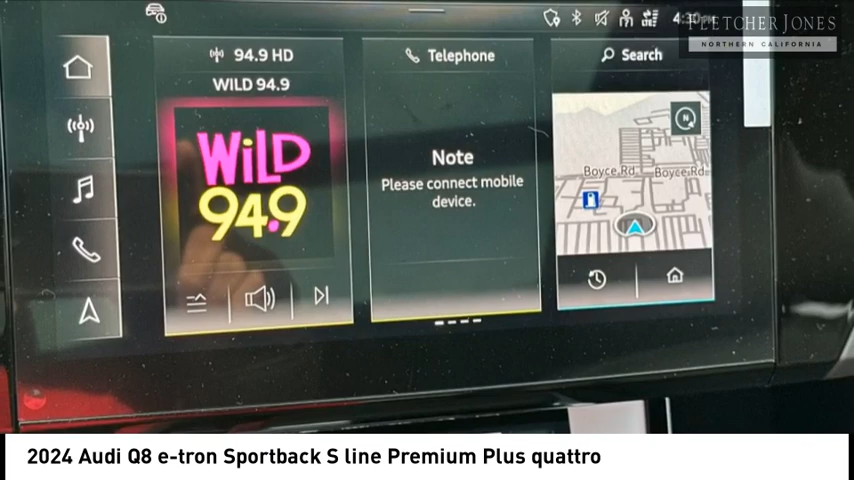 4:30PM
FLETCHER JONES
NORTHERN CALIFORNIA
94.9 HD
WILD 94.9
WiLD
94.9
Telephone
Note
Please connect mobile
device.
Search
N
Boyce Rd Boyce Rd
2024 Audi Q8 e-tron Sportback S line Premium Plus quattro